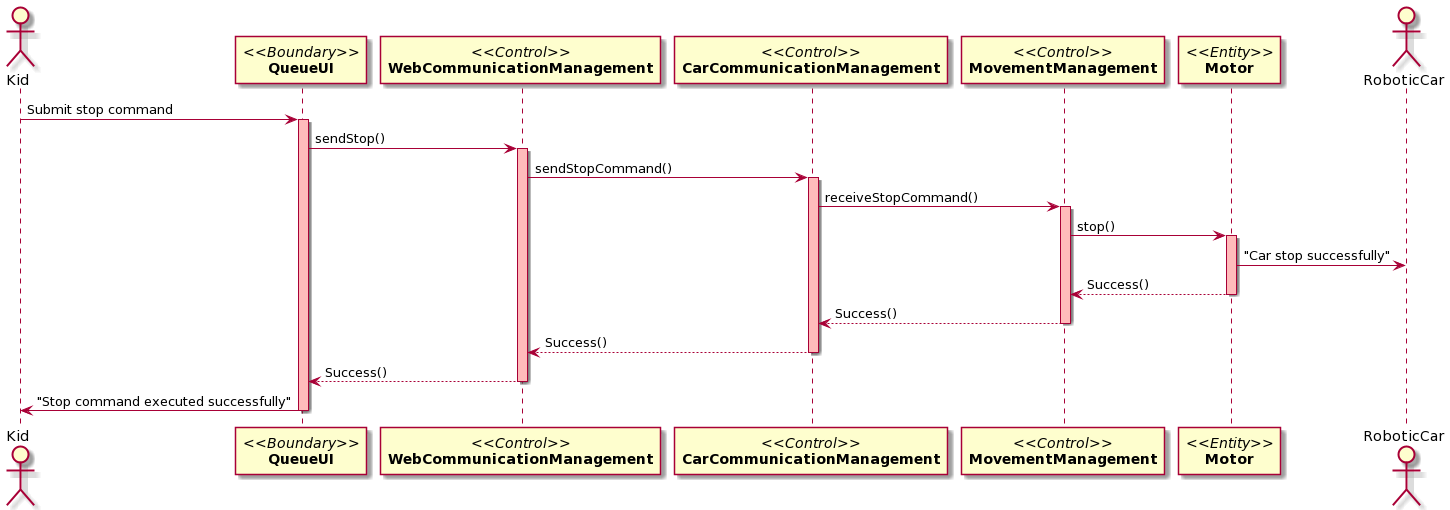 Kid
<<Boundary>>
QueueUI
<<Control>>
WebCommunicationManagement
<<Control>>
CarCommunicationManagement
<<Control>>
MovementManagement
<<Entity>>
Motor
RoboticCar
Submit stop command
sendStop()
sendStopCommand()
receiveStopCommand()
stop()
"Car stop successfully"
Success()
Success()
Success()
Success()
"Stop command executed successfully"
Kid
<<Boundary>>
QueueUI
<<Control>>
WebCommunicationManagement
<<Control>>
CarCommunicationManagement
<<Control>>
MovementManagement
<<Entity>>
Motor
RoboticCar